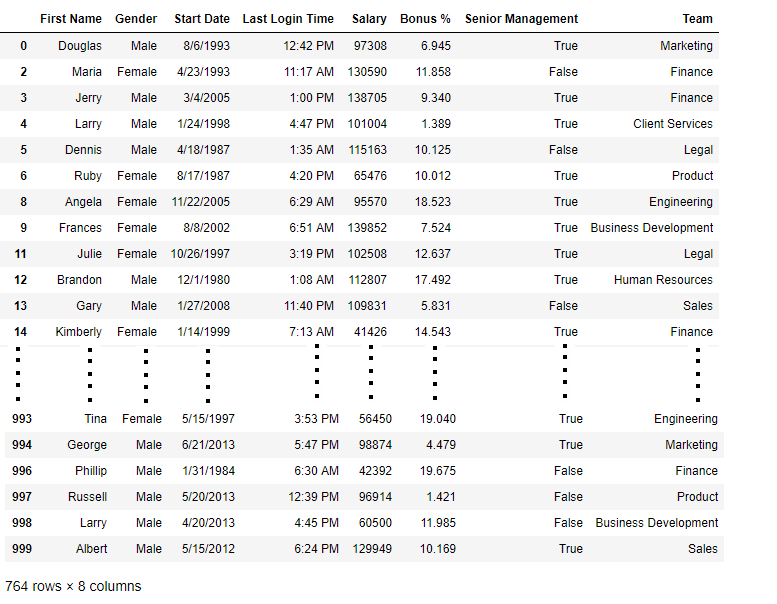 First Name Gender Start Date Last Login Time Salary Bonus % Senior Management Team
0 Douglas Male 8/6/1993 12:42 PM 97308 6.945 True Marketing
2 Maria Female 4/23/1993 11:17 AM 130590 11.858 False Finance
3 Jerry Male 3/4/2005 1:00 PM 138705 9.340 True Finance
4 Larry Male 1/24/1998 4:47 PM 101004 1.389 True Client Services
5 Dennis Male 4/18/1987 1:35 AM 115163 10.125 False Legal
6 Ruby Female 8/17/1987 4:20 PM 65476 10.012 True Product
8 Angela Female 11/22/2005 6:29 AM 95570 18.523 True Engineering
9 Frances Female 8/8/2002 6:51 AM 139852 7.524 True Business Development
11 Julie Female 10/26/1997 3:19 PM 102508 12.637 True Legal
12 Brandon Male 12/1/1980 1:08 AM 112807 17.492 True Human Resources
13 Gary Male 1/27/2008 11:40 PM 109831 5.831 False Sales
14 Kimberly Female 1/14/1999 7:13 AM 41426 14.543 True Finance
993 Tina Female 5/15/1997 3:53 PM 56450 19.040 True Engineering
994 George Male 6/21/2013 5:47 PM 98874 4.479 True Marketing
996 Phillip Male 1/31/1984 6:30 AM 42392 19.675 False Finance
997 Russell Male 5/20/2013 12:39 PM 96914 1.421 False Product
998 Larry Male 4/20/2013 4:45 PM 60500 11.985 False Business Development
999 Albert Male 5/15/2012 6:24 PM 129949 10.169 True Sales
764 rows × 8 columns